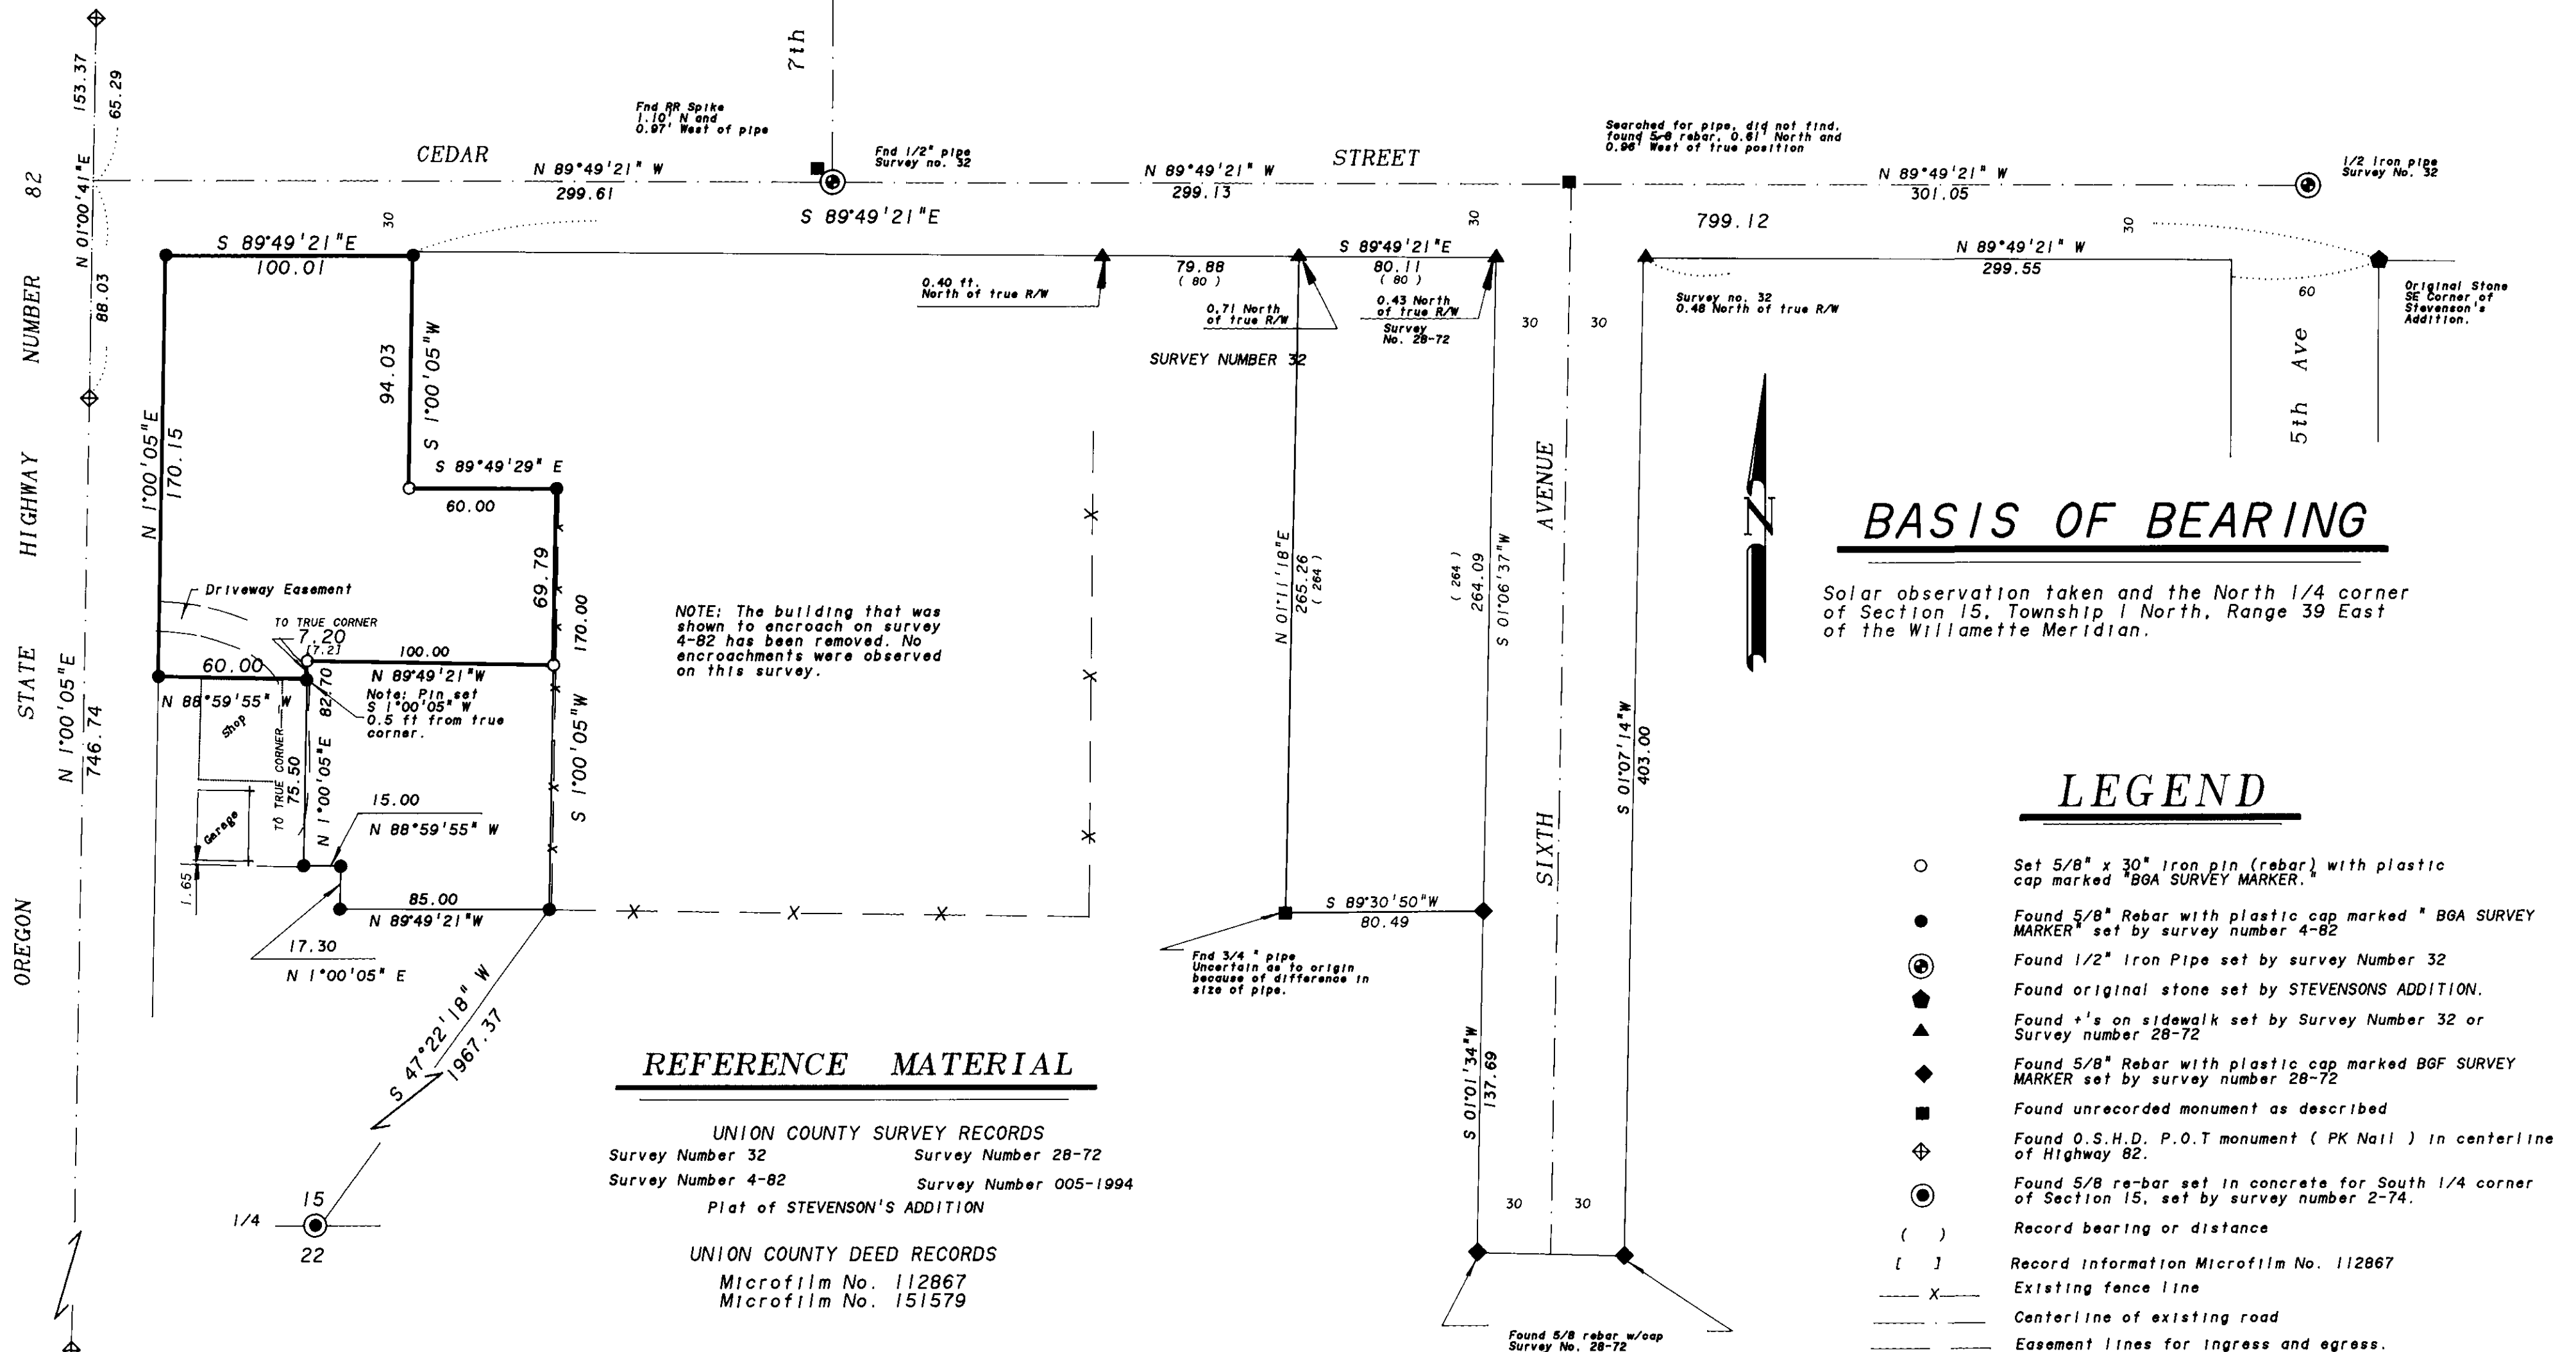 OREGON STATE HIGHWAY NUMBER 82
153.37
65.29
N 01°00'41"E
88.03
N 1°00'05"E
746.74
7th
Fnd RR Spike
1.10' N and
0.97' West of pipe
Fnd 1/2" pipe
Survey no. 32
CEDAR STREET
N 89°49'21" W
299.61
N 89°49'21" W
299.13
Searched for pipe, did not find,
found 5/8 rebar, 0.61' North and
0.96' West of true position
N 89°49'21" W
301.05
1/2 Iron pipe
Survey No. 32
30
S 89°49'21"E
30
799.12
30
S 89°49'21"E
100.01
79.88
( 80 )
S 89°49'21"E
80.11
( 80 )
N 89°49'21" W
299.55
0.40 ft.
North of true R/W
0.71 North
of true R/W
0.43 North
of true R/W
Survey
No. 28-72
30
30
Survey no. 32
0.48 North of true R/W
60
Original Stone
SE Corner of
Stevenson's
Addition.
5th Ave
SURVEY NUMBER 32
94.03
S 1°00'05"W
N 1°00'05"E
170.15
S 89°49'29" E
60.00
69.79
170.00
S 1°00'05"W
Driveway Easement
TO TRUE CORNER
7.20
[7.2]
60.00
N 88°59'55" W
100.00
N 89°49'21"W
Note: Pin set
S 1°00'05" W
0.5 ft from true
corner.
82.70
N 1°00'05"E
TO TRUE CORNER
75.50
Shop
Garage
1.65
15.00
N 88°59'55" W
85.00
N 89°49'21"W
17.30
N 1°00'05" E
S 47°22'18" W
1967.37
1/4
15
22
NOTE: The building that was
shown to encroach on survey
4-82 has been removed. No
encroachments were observed
on this survey.
X
X
X
X
X
X
N 01°11'18"E
265.26
( 264 )
( 264 )
264.09
S 01°06'37"W
SIXTH AVENUE
S 01°07'14"W
403.00
S 89°30'50"W
80.49
Fnd 3/4 " pipe
Uncertain as to origin
because of difference in
size of pipe.
S 01°01'34"W
137.69
30
30
Found 5/8 rebar w/cap
Survey No. 28-72
N
BASIS OF BEARING
Solar observation taken and the North 1/4 corner
of Section 15, Township 1 North, Range 39 East
of the Willamette Meridian.
REFERENCE MATERIAL
UNION COUNTY SURVEY RECORDS
Survey Number 32 Survey Number 28-72
Survey Number 4-82 Survey Number 005-1994
Plat of STEVENSON'S ADDITION
UNION COUNTY DEED RECORDS
Microfilm No. 112867
Microfilm No. 151579
LEGEND
Set 5/8" x 30" iron pin (rebar) with plastic
cap marked "BGA SURVEY MARKER."
Found 5/8" Rebar with plastic cap marked " BGA SURVEY
MARKER" set by survey number 4-82
Found 1/2" Iron Pipe set by survey Number 32
Found original stone set by STEVENSONS ADDITION.
Found +'s on sidewalk set by Survey Number 32 or
Survey number 28-72
Found 5/8" Rebar with plastic cap marked BGF SURVEY
MARKER set by survey number 28-72
Found unrecorded monument as described
Found O.S.H.D. P.O.T monument ( PK Nail ) in centerline
of Highway 82.
Found 5/8 re-bar set in concrete for South 1/4 corner
of Section 15, set by survey number 2-74.
( ) Record bearing or distance
[ ] Record information Microfilm No. 112867
X Existing fence line
Centerline of existing road
Easement lines for ingress and egress.